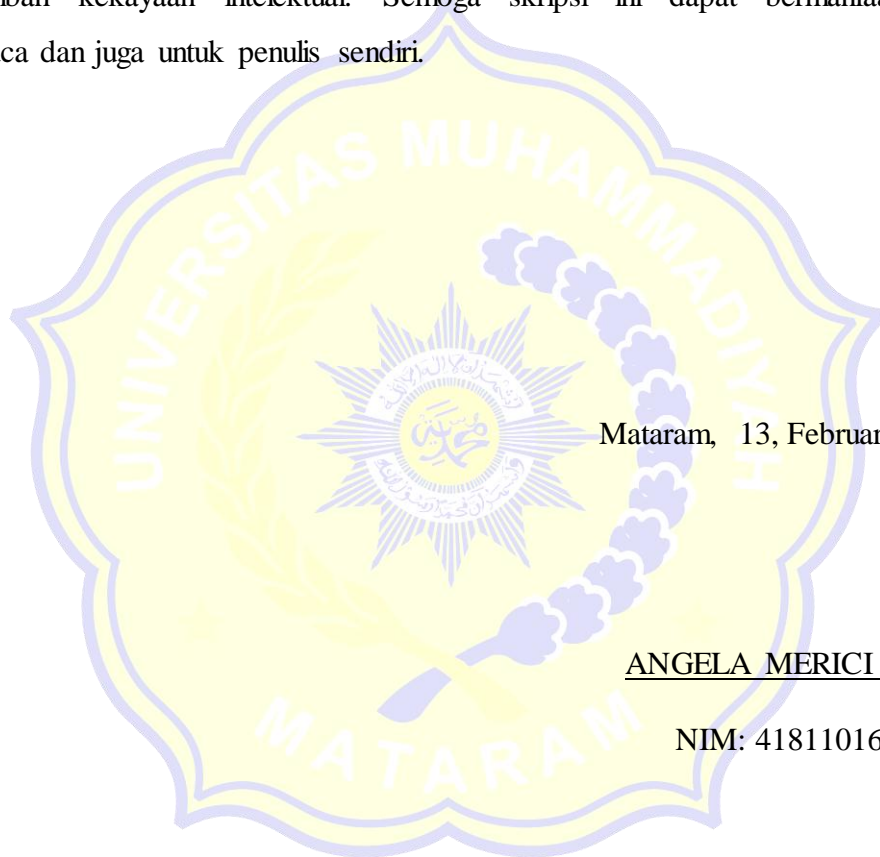 kekayaan intelektual. Semoga skripsi ini dapat bermanfaa
ca dan juga untuk penulis sendiri.
UNIVERSITAS MUHAMMADIYAH
Mataram, 13, Februar
ANGELA MERICI
NIM: 41811016
MATARAM